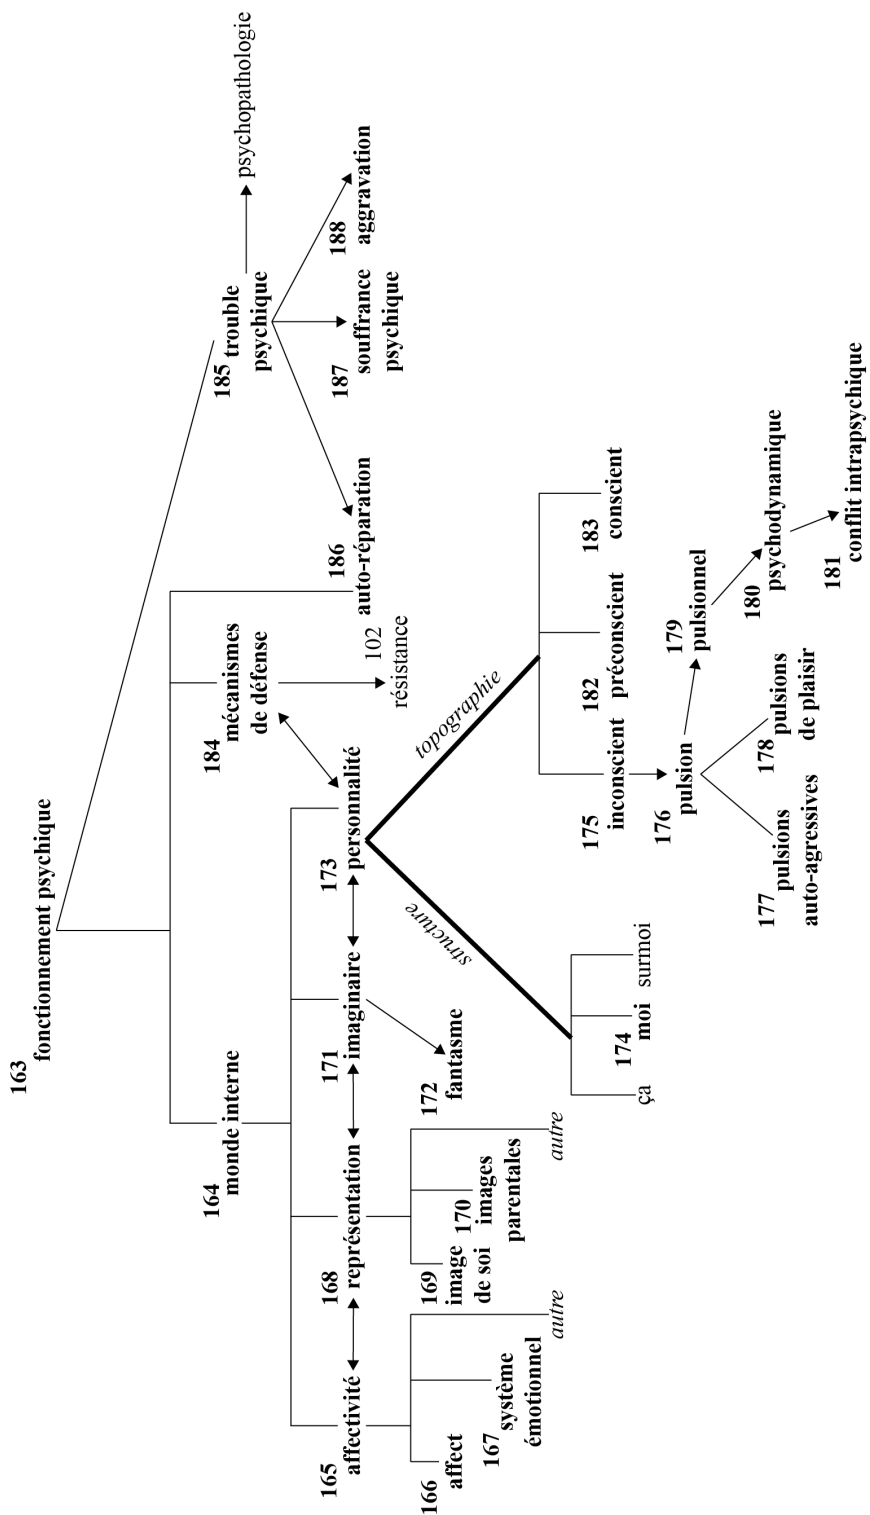 163
fonctionnement psychique
164
monde interne
184
mécanismes
de défense
185
trouble
psychique
psychopathologie
165
affectivité
168
représentation
171
imaginaire
173
personnalité
102
résistance
186
auto-réparation
187
souffrance
psychique
188
aggravation
166
affect
167
système
émotionnel
autre
169
image
de soi
170
images
parentales
autre
172
fantasme
structure
topographie
ça
174
moi
surmoi
175
inconscient
182
préconscient
183
conscient
176
pulsion
179
pulsionnel
177
pulsions
auto-agressives
178
pulsions
de plaisir
180
psychodynamique
181
conflit intrapsychique